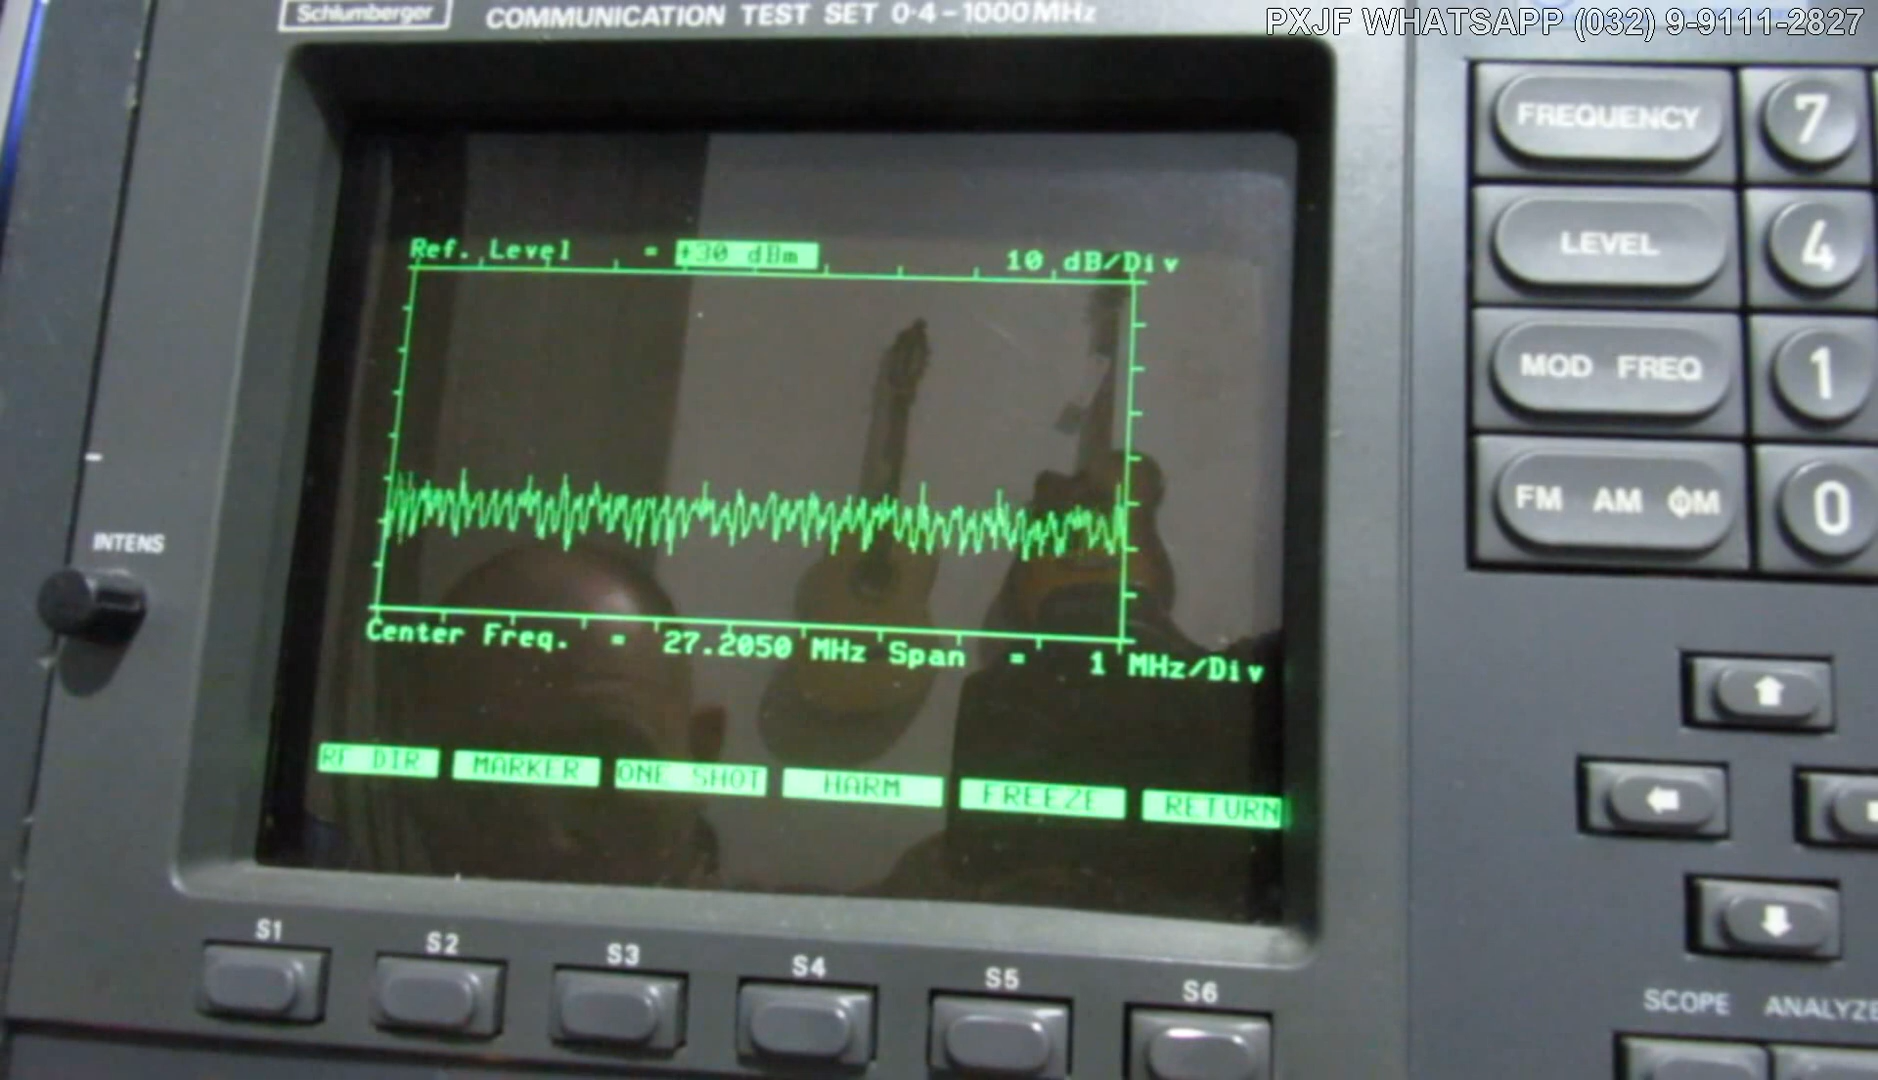 PXJF WHATSAPP (032) 9-9111-2827
Schlumberger COMMUNICATION TEST SET 0·4-1000MHz
FREQUENCY 7
LEVEL 4
MOD FREQ 1
FM AM ΦM 0
Ref. Level = +30 dBm 10 dB/Div
Center Freq. = 27.2050 MHz Span = 1 MHz/Div
RF DIR MARKER ONE SHOT HARM FREEZE RETURN
INTENS
S1 S2 S3 S4 S5 S6
SCOPE